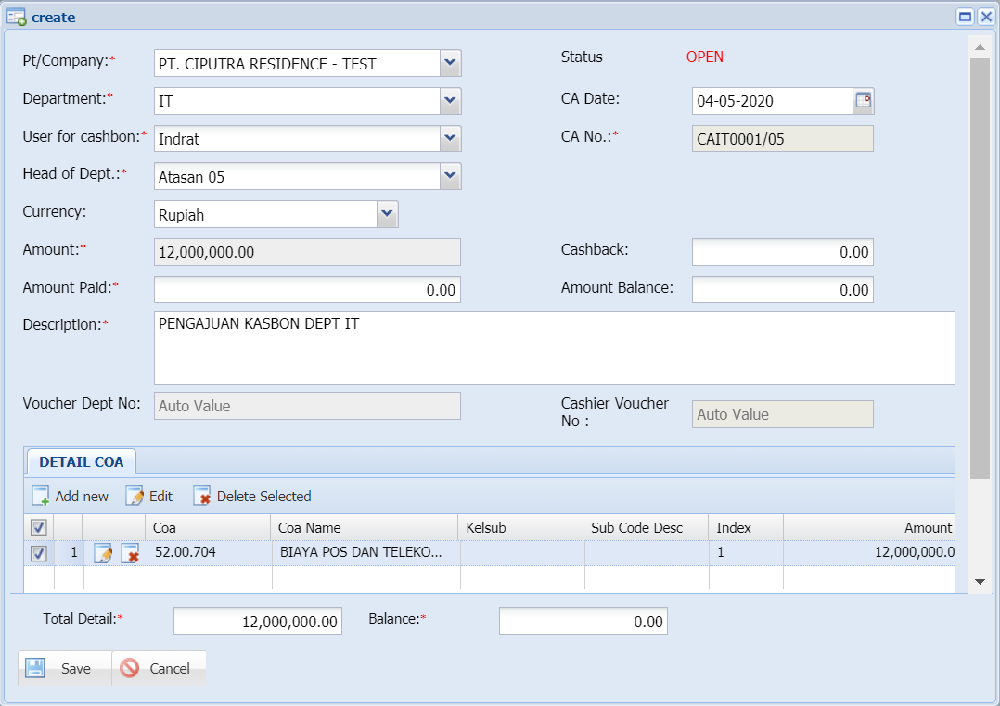 create
Pt/Company:* PT. CIPUTRA RESIDENCE - TEST Status OPEN
Department:* IT CA Date: 04-05-2020
User for cashbon:* Indrat CA No.:* CAIT0001/05
Head of Dept.:* Atasan 05
Currency: Rupiah
Amount:* 12,000,000.00 Cashback: 0.00
Amount Paid:* 0.00 Amount Balance: 0.00
Description:* PENGAJUAN KASBON DEPT IT
Voucher Dept No: Auto Value Cashier Voucher
No : Auto Value
DETAIL COA
Add new Edit Delete Selected
Coa Coa Name Kelsub Sub Code Desc Index Amount
1 52.00.704 BIAYA POS DAN TELEKO... 1 12,000,000.0
Total Detail:* 12,000,000.00 Balance:* 0.00
Save Cancel